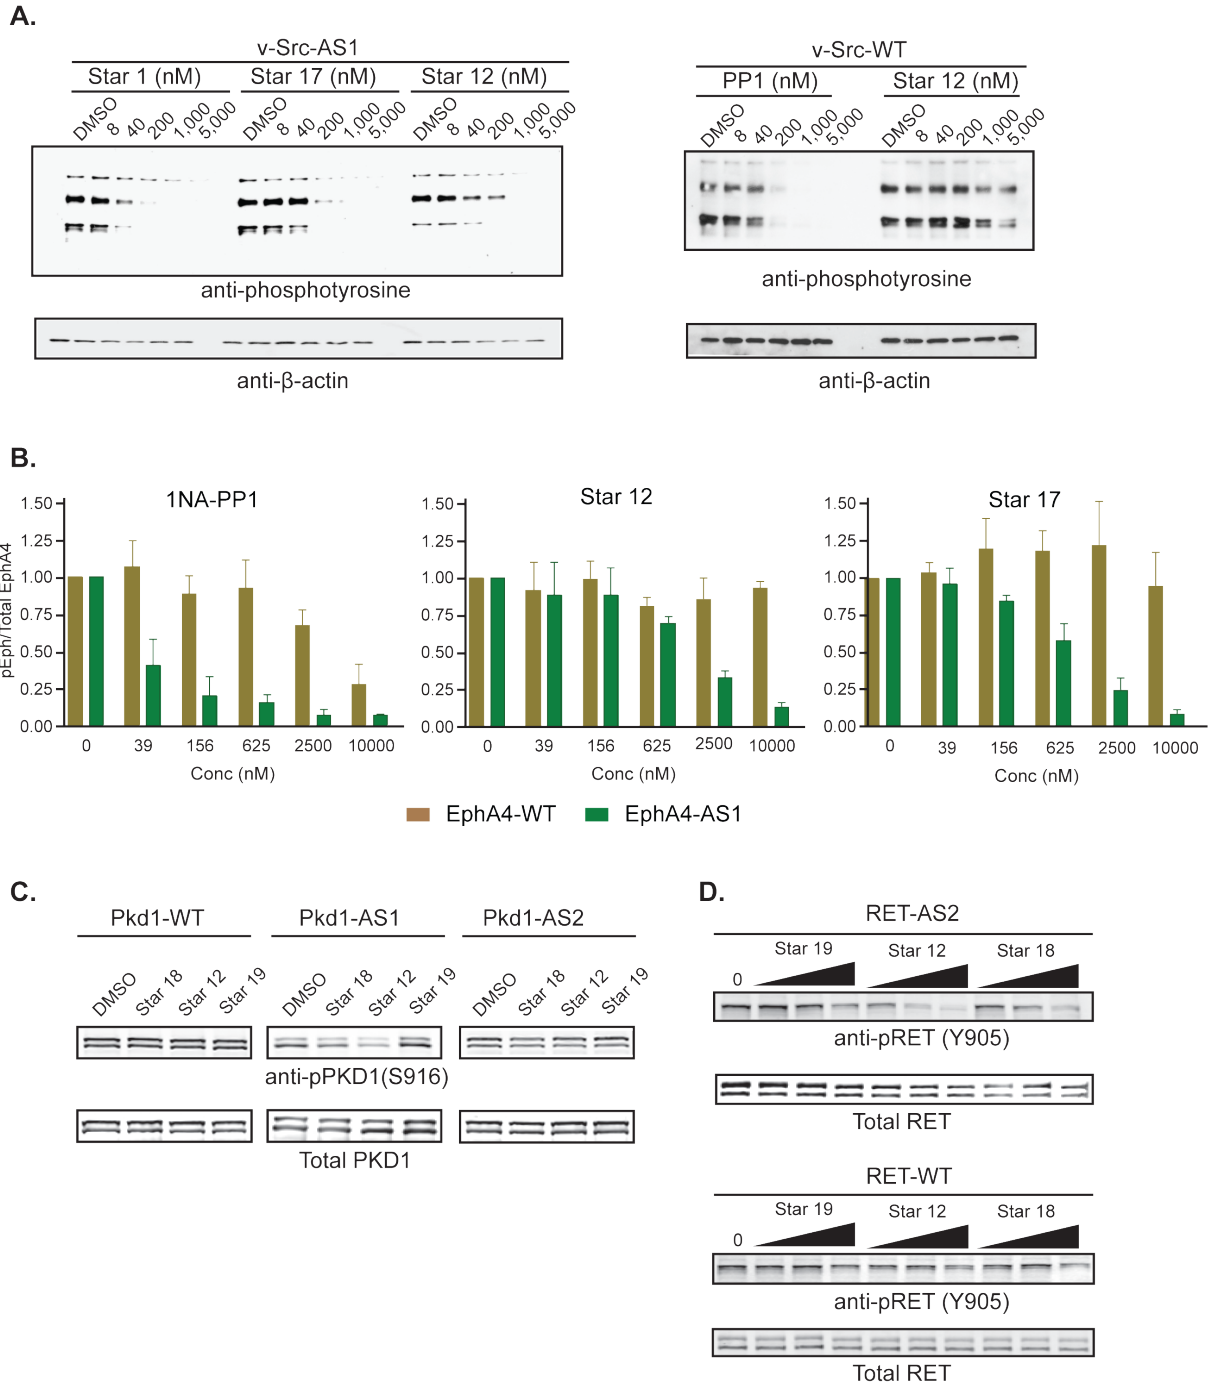 A.
v-Src-AS1
v-Src-WT
Star 1 (nM) Star 17 (nM) Star 12 (nM)
PP1 (nM) Star 12 (nM)
DMSO 8 40 200 1,000 5,000 DMSO 8 40 200 1,000 5,000 DMSO 8 40 200 1,000 5,000
DMSO 8 40 200 1,000 5,000 DMSO 8 40 200 1,000 5,000
anti-phosphotyrosine
anti-phosphotyrosine
anti-β-actin
anti-β-actin
B.
1NA-PP1
Star 12
Star 17
pEph/Total EphA4
1.50
1.25
1.00
0.75
0.50
0.25
0.00
0 39 156 625 2500 10000
Conc (nM)
1.50
1.25
1.00
0.75
0.50
0.25
0.00
0 39 156 625 2500 10000
Conc (nM)
1.50
1.25
1.00
0.75
0.50
0.25
0.00
0 39 156 625 2500 10000
Conc (nM)
EphA4-WT EphA4-AS1
C.
Pkd1-WT Pkd1-AS1 Pkd1-AS2
DMSO Star 18 Star 12 Star 19 DMSO Star 18 Star 12 Star 19 DMSO Star 18 Star 12 Star 19
anti-pPKD1(S916)
Total PKD1
D.
RET-AS2
Star 19 Star 12 Star 18
0
anti-pRET (Y905)
Total RET
RET-WT
Star 19 Star 12 Star 18
0
anti-pRET (Y905)
Total RET